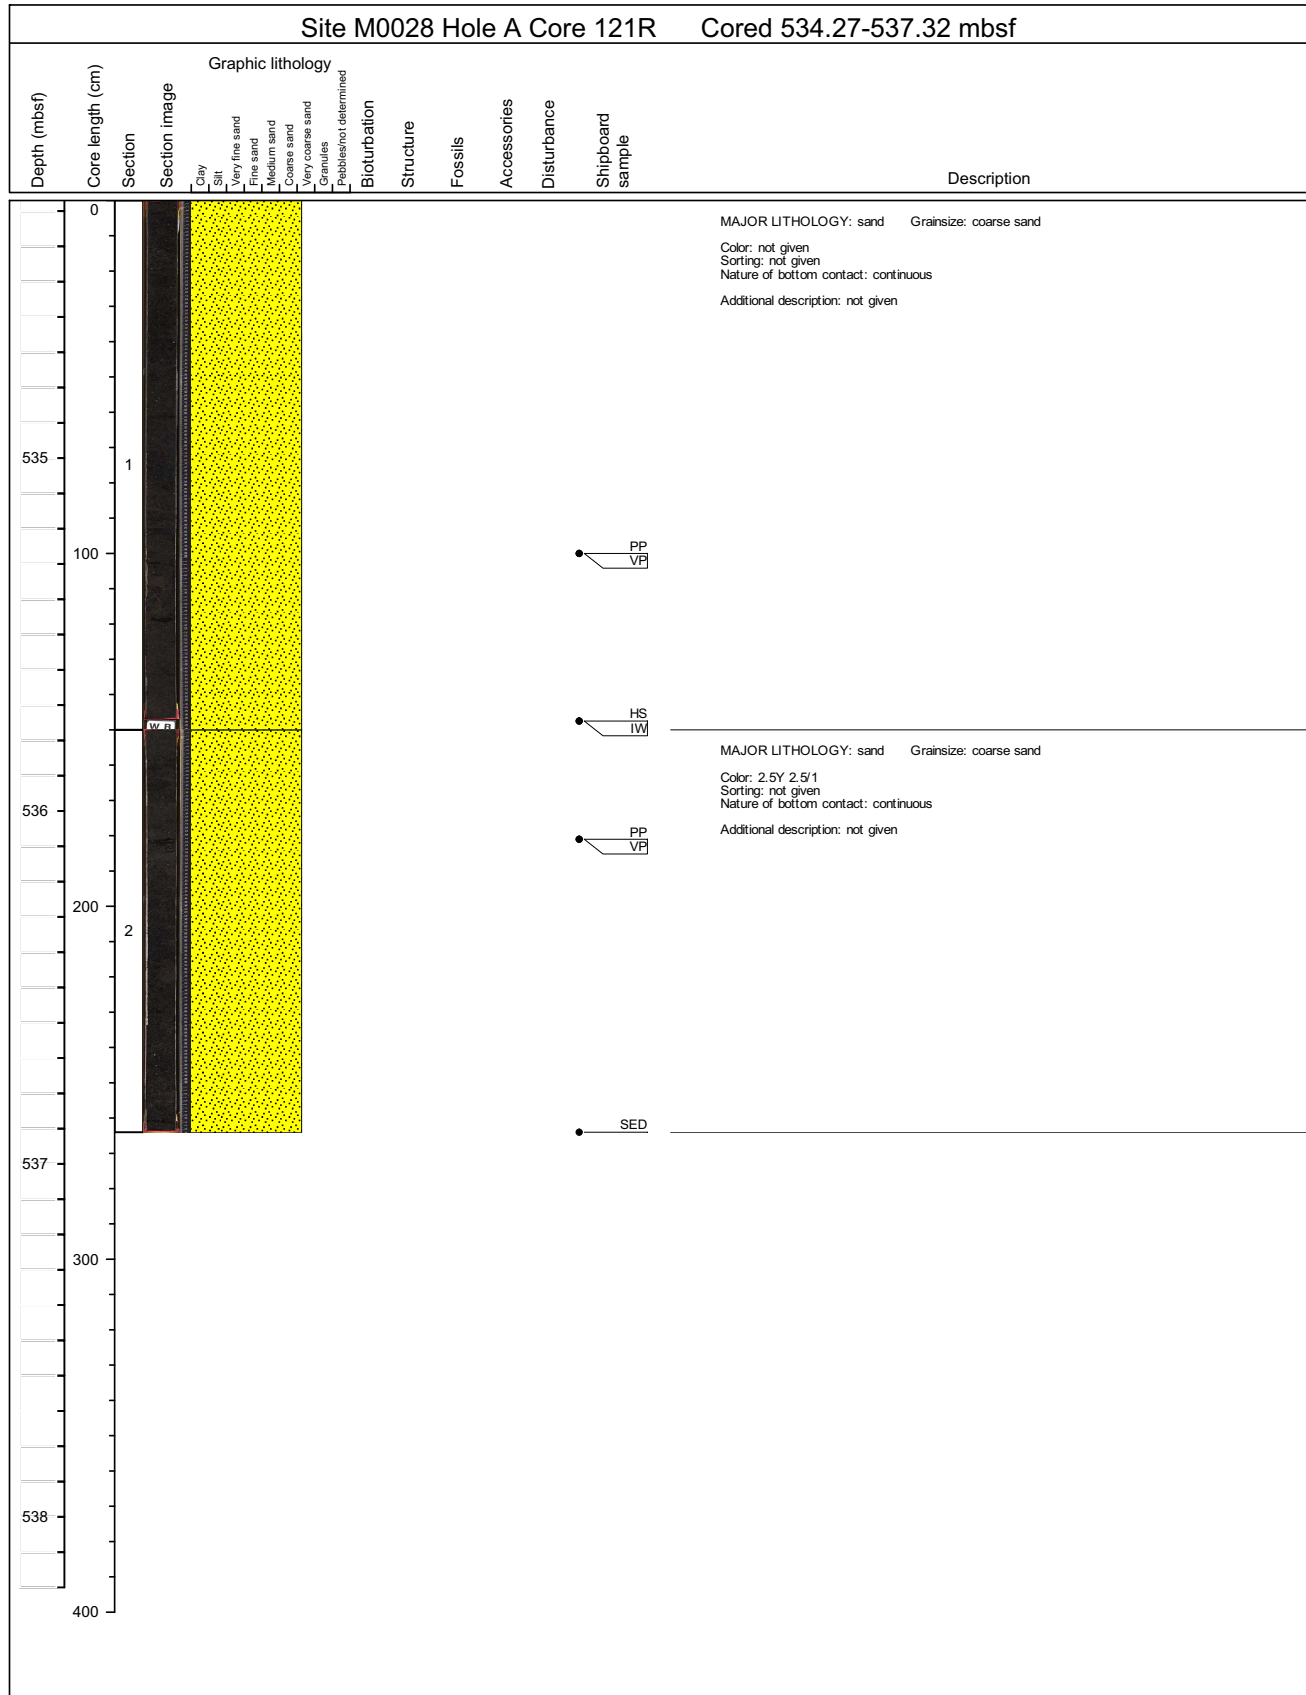 Site M0028 Hole A Core 121R Cored 534.27-537.32 mbsf
Depth (mbsf)
Core length (cm)
Section
Section image
Graphic lithology
Clay
Silt
Very fine sand
Fine sand
Medium sand
Coarse sand
Very coarse sand
Granules
Pebbles/not determined
Bioturbation
Structure
Fossils
Accessories
Disturbance
Shipboard
sample
Description
0
MAJOR LITHOLOGY: sand Grainsize: coarse sand
Color: not given
Sorting: not given
Nature of bottom contact: continuous
Additional description: not given
535
1
100
PP
VP
HS
IW
W R
MAJOR LITHOLOGY: sand Grainsize: coarse sand
Color: 2.5Y 2.5/1
Sorting: not given
Nature of bottom contact: continuous
Additional description: not given
536
PP
VP
200
2
SED
537
300
538
400